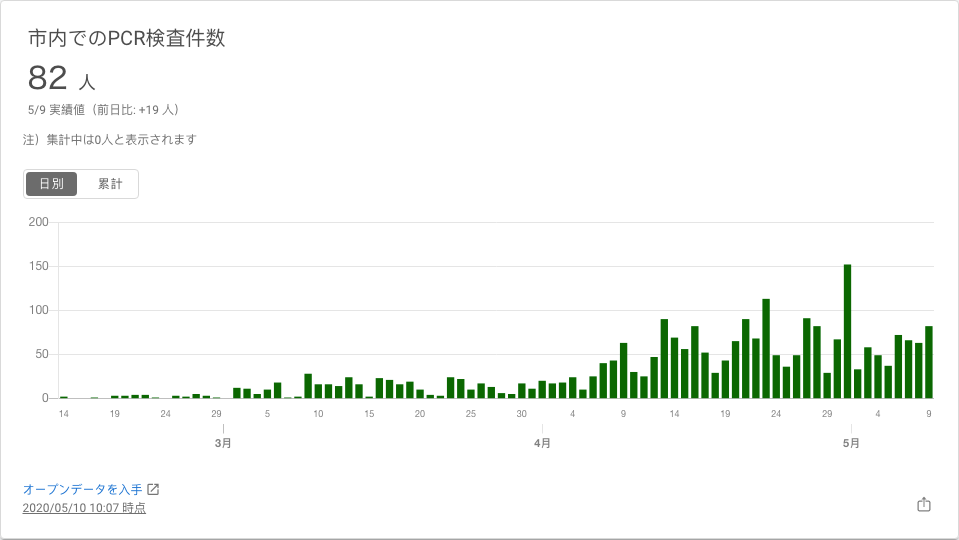 市内でのPCR検査件数
82 人
5/9 実績値（前日比: +19 人）
注）集計中は0人と表示されます
日別 累計
200
150
100
50
0
14 19 24 29 5 10 15 20 25 30 4 9 14 19 24 29 4 9
3月 4月 5月
オープンデータを入手
2020/05/10 10:07 時点